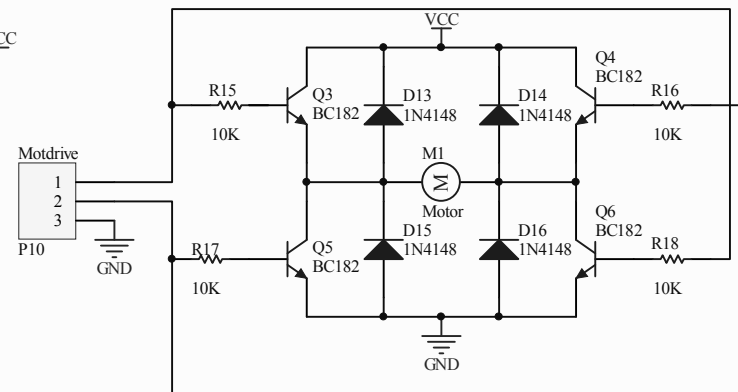 CC
VCC
R15
10K
Q3
BC182
D13
1N4148
D14
1N4148
Q4
BC182
R16
10K
Motdrive
1
2
3
P10
GND
M1
M
Motor
R17
10K
Q5
BC182
D15
1N4148
D16
1N4148
Q6
BC182
R18
10K
GND